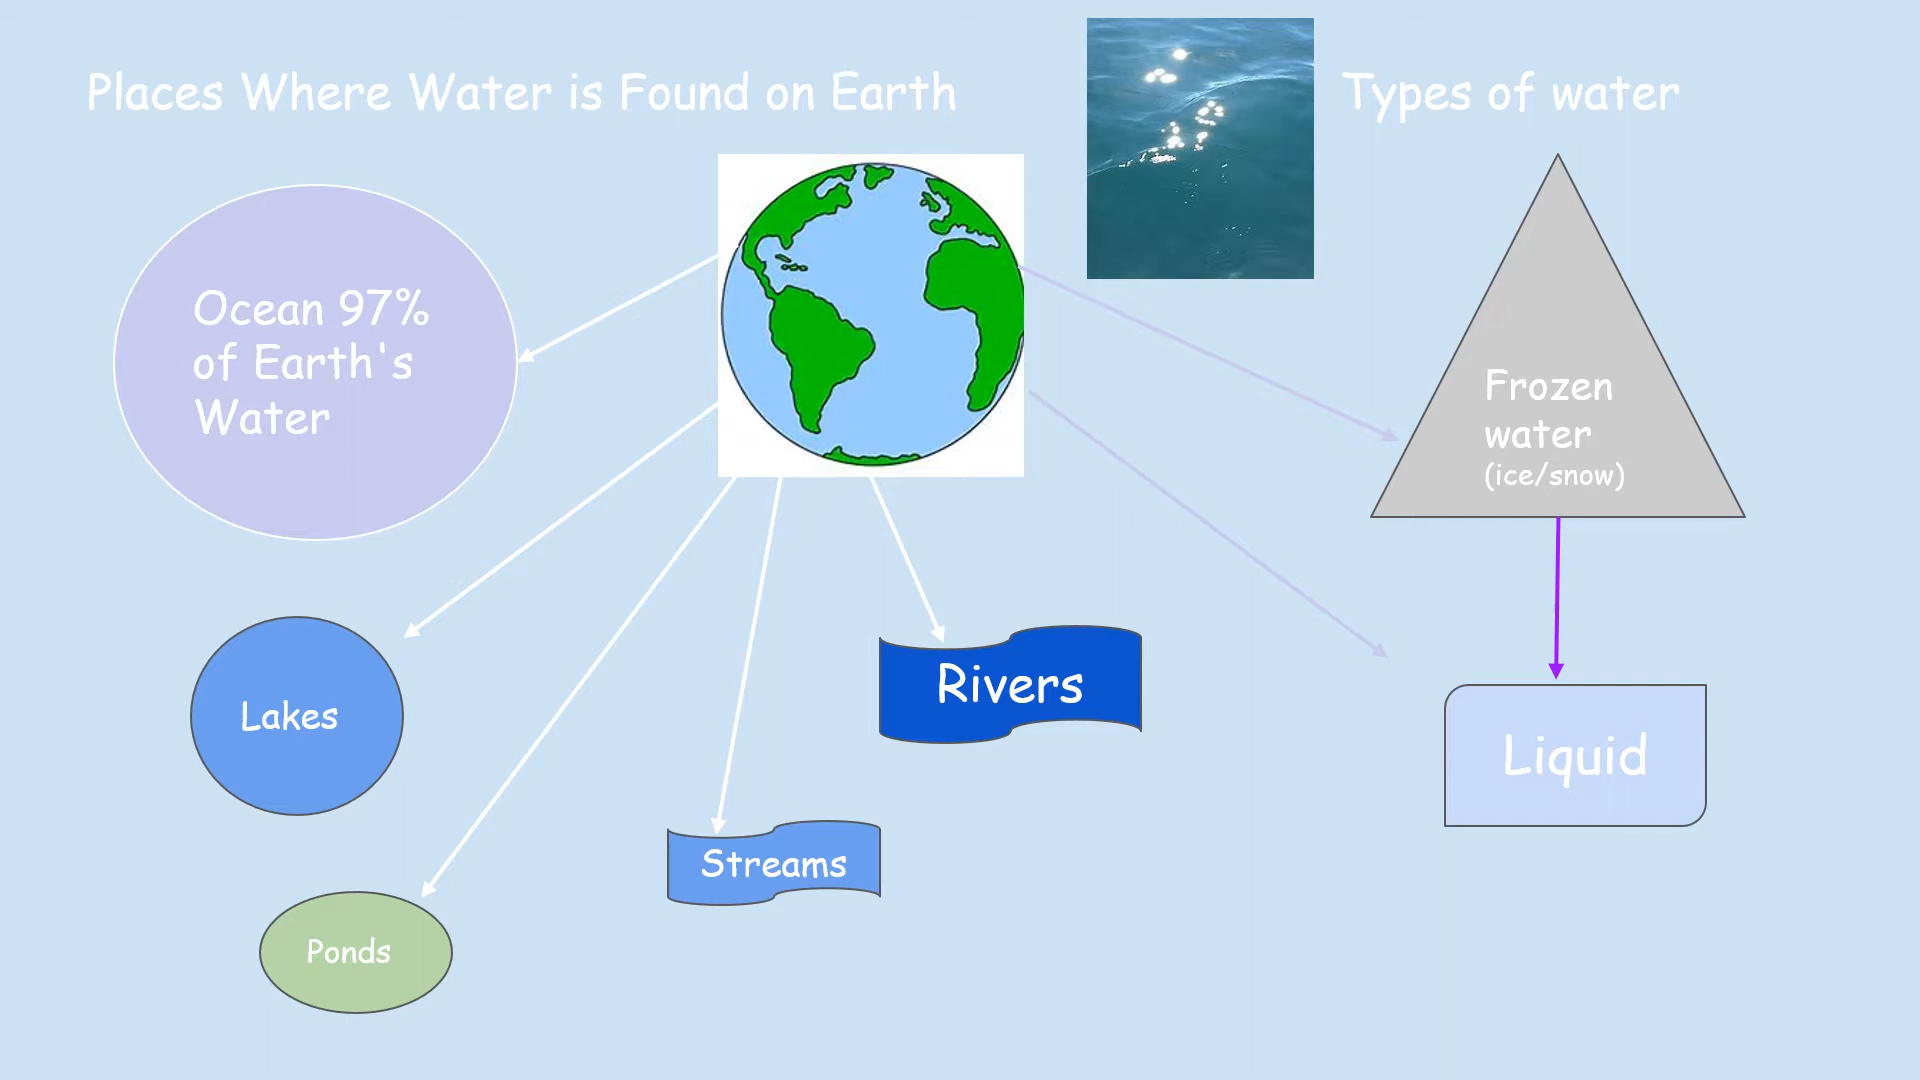 Places Where Water is Found on Earth
Types of water
Ocean 97%
of Earth's
Water
Frozen
water
(ice/snow)
Lakes
Rivers
Liquid
Streams
Ponds